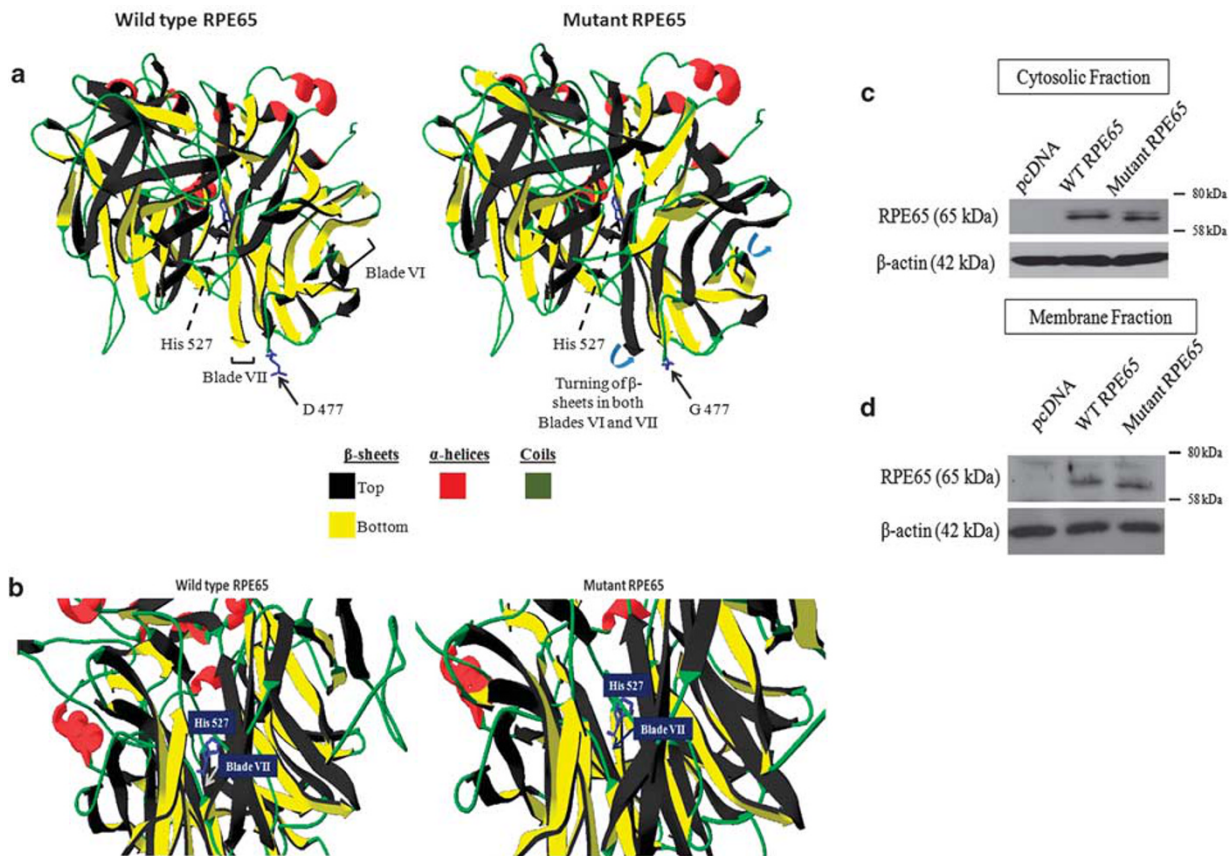 Wild type RPE65
Mutant RPE65
a
His 527
Blade VII
D 477
Blade VI
His 527
Turning of β-
sheets in both
Blades VI and VII
G 477
β-sheets
α-helices
Coils
Top
Bottom
b
Wild type RPE65
Mutant RPE65
His 527
Blade VII
His 527
Blade VII
c
Cytosolic Fraction
pcDNA
WT RPE65
Mutant RPE65
RPE65 (65 kDa)
80 kDa
58 kDa
β-actin (42 kDa)
Membrane Fraction
d
pcDNA
WT RPE65
Mutant RPE65
RPE65 (65 kDa)
80 kDa
58 kDa
β-actin (42 kDa)